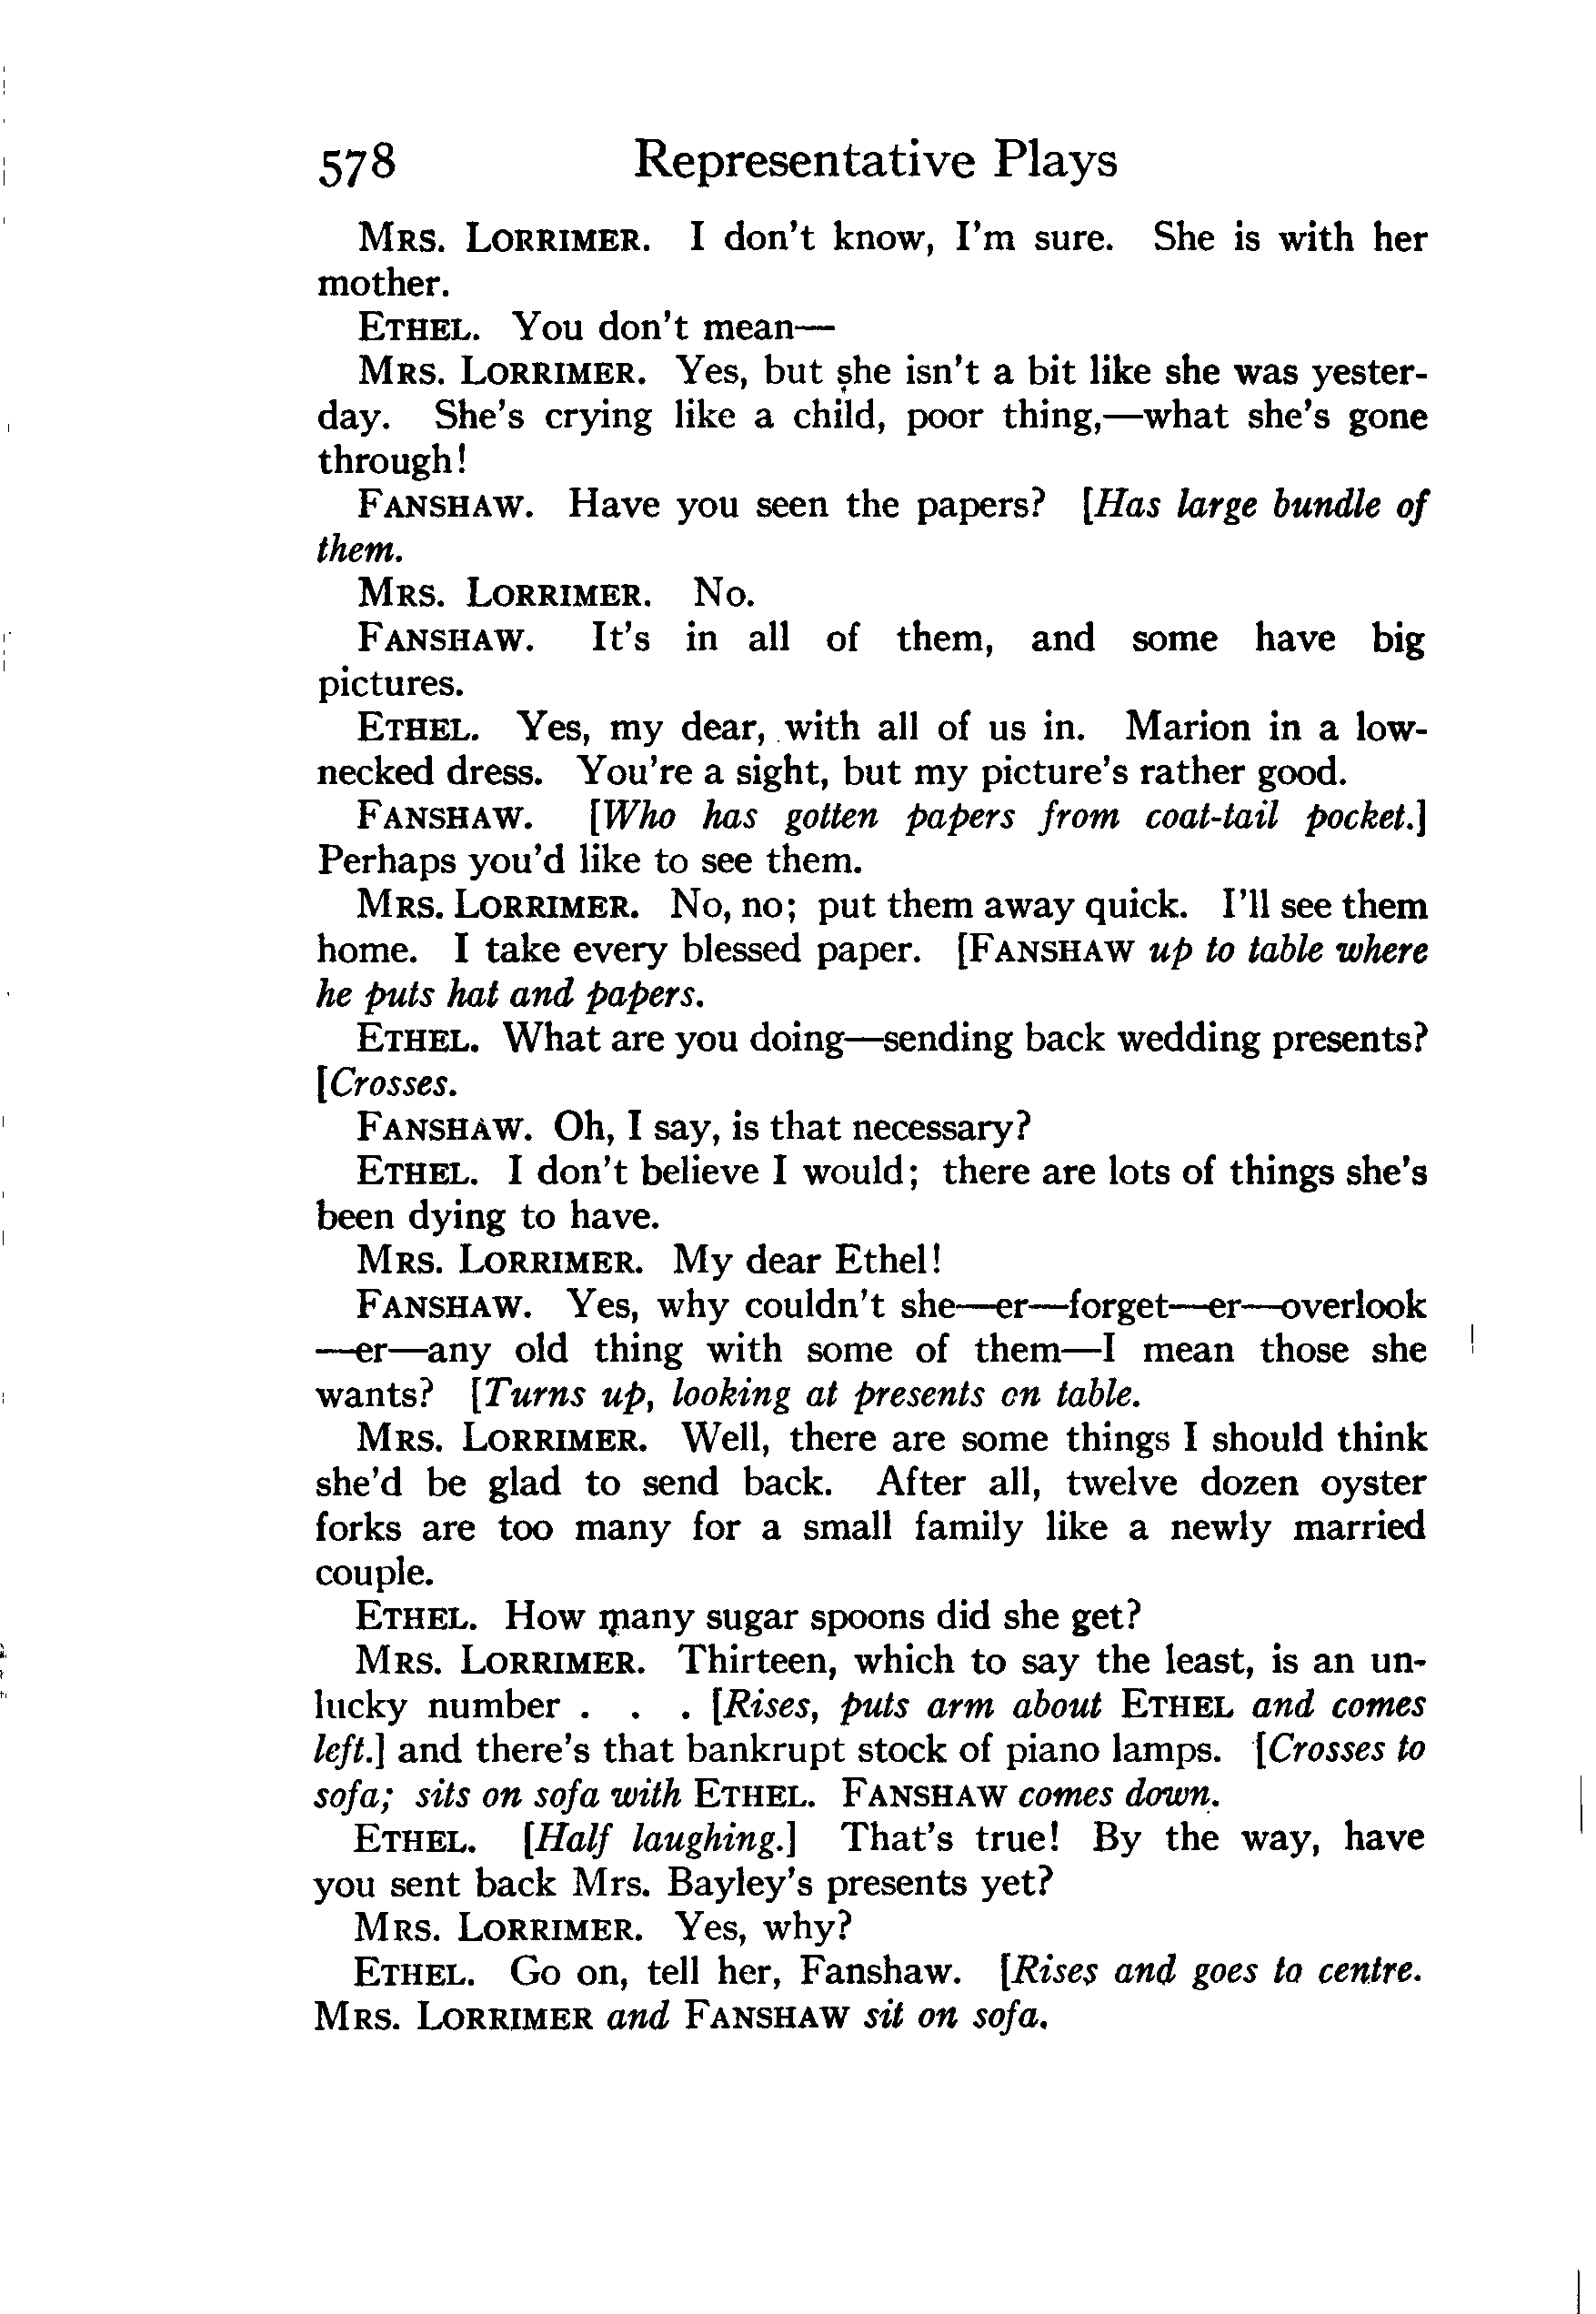 578 Representative Plays
MRS. LORRIMER. I don't know, I'm sure. She is with her
mother.
ETHEL. You don't mean—
MRS. LORRIMER. Yes, but she isn't a bit like she was yester-
day. She's crying like a child, poor thing,—what she's gone
through!
FANSHAW. Have you seen the papers? [Has large bundle of
them.
MRS. LORRIMER. No.
FANSHAW. It's in all of them, and some have big
pictures.
ETHEL. Yes, my dear, with all of us in. Marion in a low-
necked dress. You're a sight, but my picture's rather good.
FANSHAW. [Who has gotten papers from coat-tail pocket.]
Perhaps you'd like to see them.
MRS. LORRIMER. No, no; put them away quick. I'll see them
home. I take every blessed paper. [FANSHAW up to table where
he puts hat and papers.
ETHEL. What are you doing—sending back wedding presents?
[Crosses.
FANSHAW. Oh, I say, is that necessary?
ETHEL. I don't believe I would; there are lots of things she's
been dying to have.
MRS. LORRIMER. My dear Ethel!
FANSHAW. Yes, why couldn't she—er—forget—er—overlook
—er—any old thing with some of them—I mean those she
wants? [Turns up, looking at presents on table.
MRS. LORRIMER. Well, there are some things I should think
she'd be glad to send back. After all, twelve dozen oyster
forks are too many for a small family like a newly married
couple.
ETHEL. How many sugar spoons did she get?
MRS. LORRIMER. Thirteen, which to say the least, is an un-
lucky number . . . [Rises, puts arm about ETHEL and comes
left.] and there's that bankrupt stock of piano lamps. [Crosses to
sofa; sits on sofa with ETHEL. FANSHAW comes down.
ETHEL. [Half laughing.] That's true! By the way, have
you sent back Mrs. Bayley's presents yet?
MRS. LORRIMER. Yes, why?
ETHEL. Go on, tell her, Fanshaw. [Rises and goes to centre.
MRS. LORRIMER and FANSHAW sit on sofa.